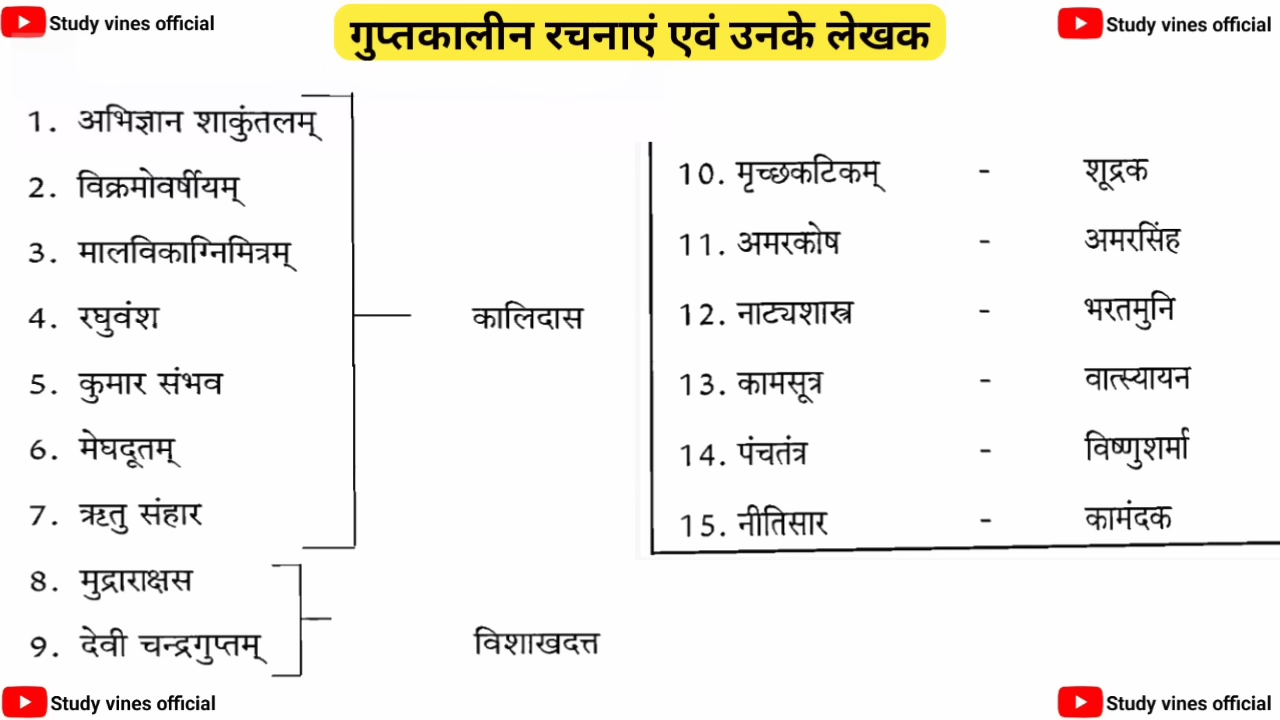 Study vines official
गुप्तकालीन रचनाएं एवं उनके लेखक
Study vines official
1. अभिज्ञान शाकुंतलम्
2. विक्रमोवर्षीयम्
3. मालविकाग्निमित्रम्
4. रघुवंश
5. कुमार संभव
6. मेघदूतम्
7. ऋतु संहार
कालिदास
8. मुद्राराक्षस
9. देवी चन्द्रगुप्तम्
विशाखदत्त
10. मृच्छकटिकम् - शूद्रक
11. अमरकोष - अमरसिंह
12. नाट्यशास्त्र - भरतमुनि
13. कामसूत्र - वात्स्यायन
14. पंचतंत्र - विष्णुशर्मा
15. नीतिसार - कामंदक
Study vines official
Study vines official